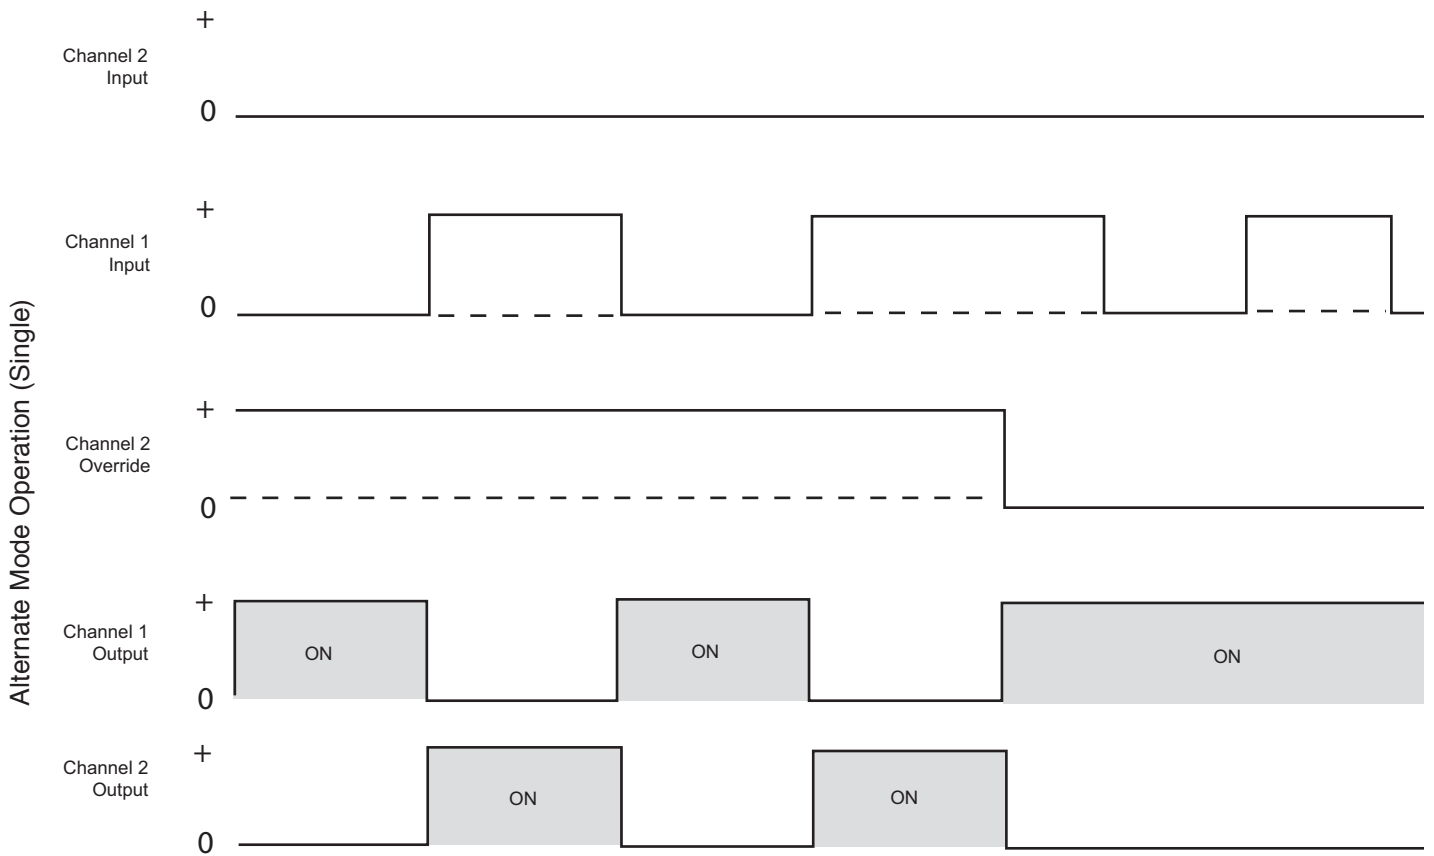 Alternate Mode Operation (Single)
+
Channel 2
Input
0
+
Channel 1
Input
0
+
Channel 2
Override
0
+
Channel 1
Output
ON
ON
ON
0
+
Channel 2
Output
ON
ON
0